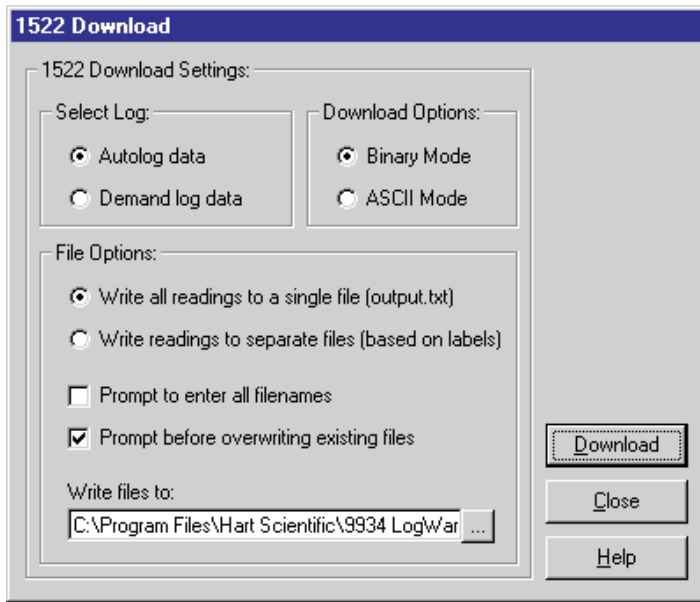 1522 Download
1522 Download Settings:
Select Log:
Autolog data
Demand log data
Download Options:
Binary Mode
ASCII Mode
File Options:
Write all readings to a single file (output.txt)
Write readings to separate files (based on labels)
Prompt to enter all filenames
Prompt before overwriting existing files
Write files to:
C:\Program Files\Hart Scientific\9934 LogWar
...
Download
Close
Help